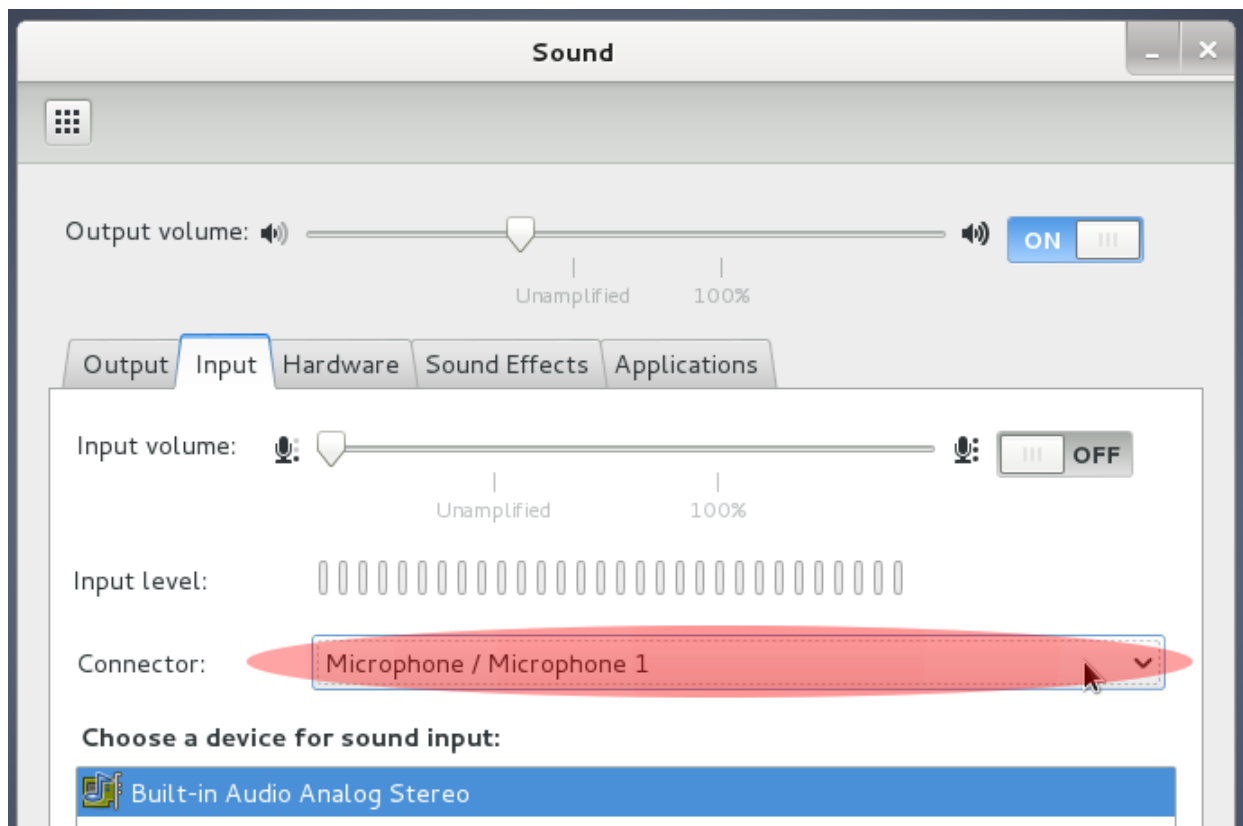 Sound
Output volume: ON
Unamplified 100%
Output Input Hardware Sound Effects Applications
Input volume: OFF
Unamplified 100%
Input level:
Connector: Microphone / Microphone 1
Choose a device for sound input:
Built-in Audio Analog Stereo